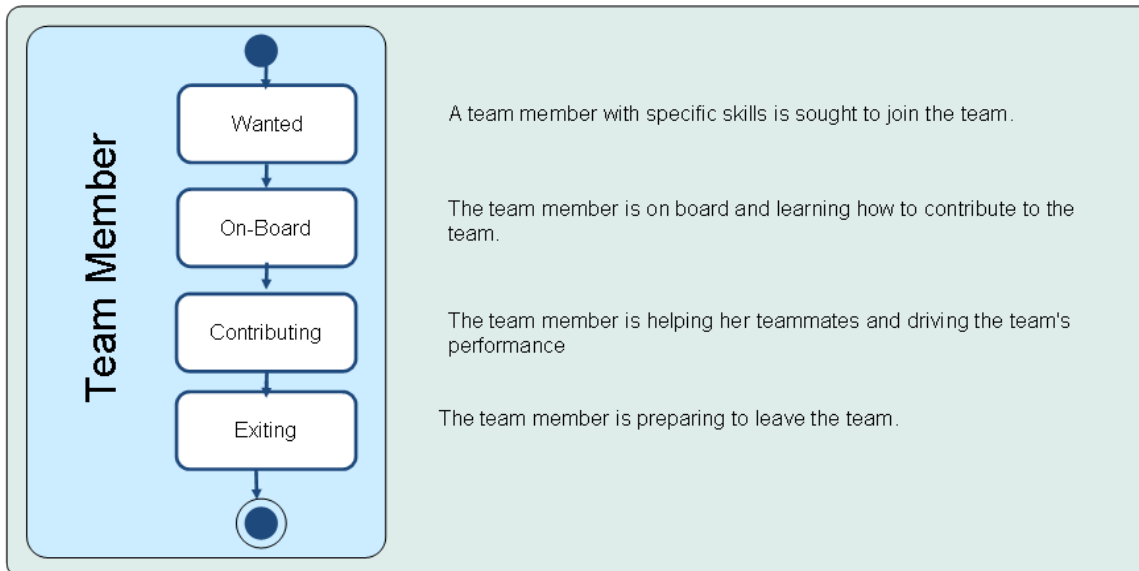 Team Member
Wanted
A team member with specific skills is sought to join the team.
On-Board
The team member is on board and learning how to contribute to the
team.
Contributing
The team member is helping her teammates and driving the team's
performance
Exiting
The team member is preparing to leave the team.